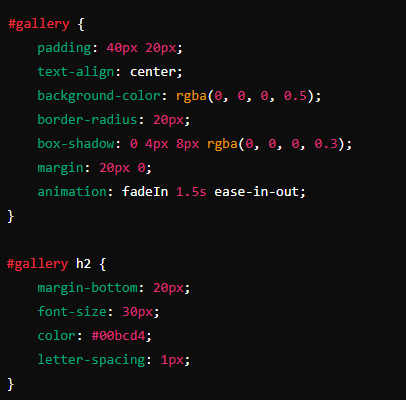 #gallery {
    padding: 40px 20px;
    text-align: center;
    background-color: rgba(0, 0, 0, 0.5);
    border-radius: 20px;
    box-shadow: 0 4px 8px rgba(0, 0, 0, 0.3);
    margin: 20px 0;
    animation: fadeIn 1.5s ease-in-out;
}

#gallery h2 {
    margin-bottom: 20px;
    font-size: 30px;
    color: #00bcd4;
    letter-spacing: 1px;
}